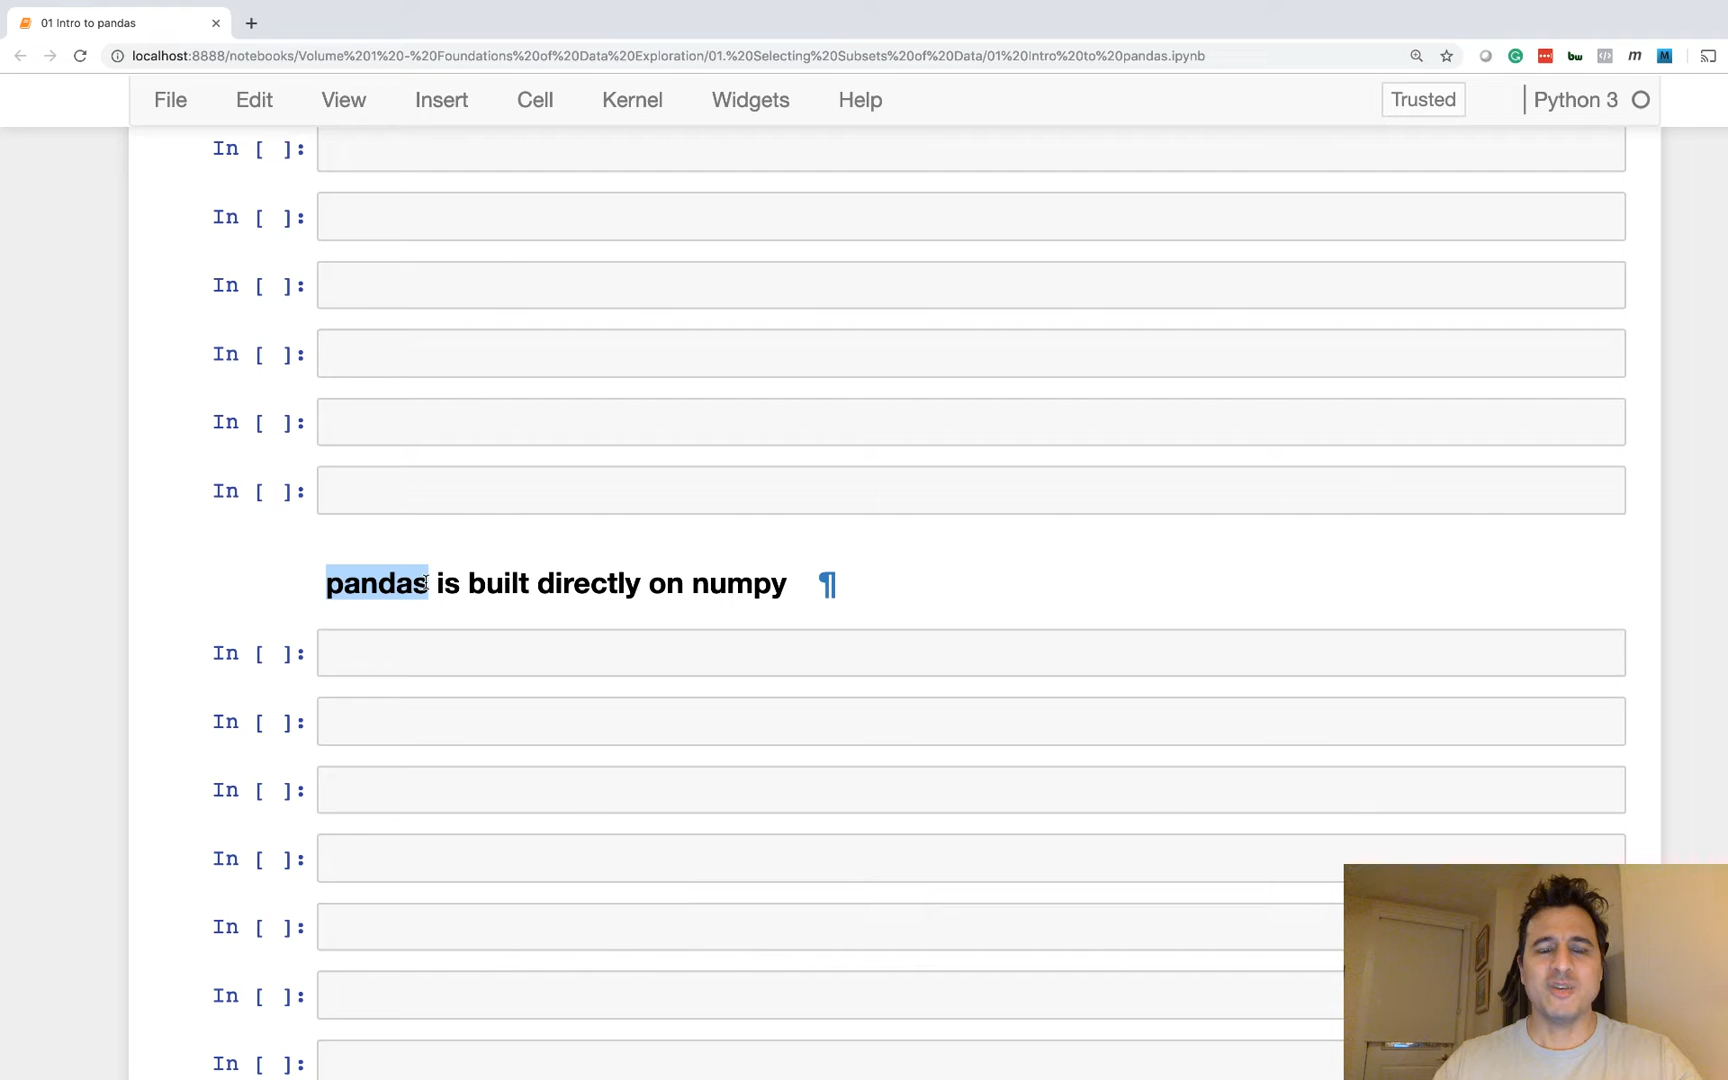 01 Intro to pandas
localhost:8888/notebooks/Volume%201%20-%20Foundations%20of%20Data%20Exploration/01.%20Selecting%20Subsets%20of%20Data/01%20Intro%20to%20pandas.ipynb
File Edit View Insert Cell Kernel Widgets Help Trusted Python 3
In [ ]:
In [ ]:
In [ ]:
In [ ]:
In [ ]:
In [ ]:
pandas is built directly on numpy ¶
In [ ]:
In [ ]:
In [ ]:
In [ ]:
In [ ]:
In [ ]:
In [ ]: